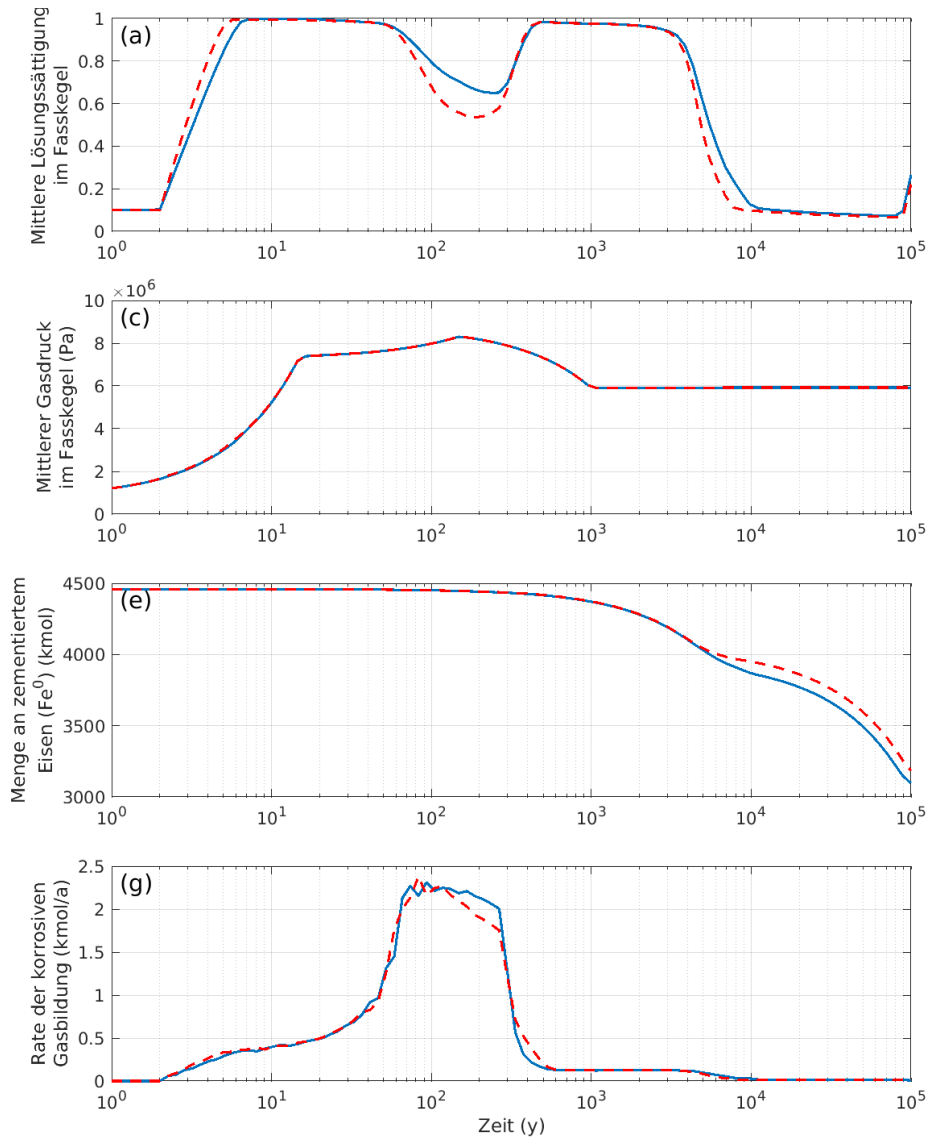 (a)
Mittlere Lösungssättigung
im Fasskegel
1
0.8
0.6
0.4
0.2
0
10^0 10^1 10^2 10^3 10^4 10^5
×10^6
(c)
Mittlerer Gasdruck
im Fasskegel (Pa)
10
8
6
4
2
0
10^0 10^1 10^2 10^3 10^4 10^5
(e)
Menge an zementiertem
Eisen (Fe^0) (kmol)
4500
4000
3500
3000
10^0 10^1 10^2 10^3 10^4 10^5
(g)
Rate der korrosiven
Gasbildung (kmol/a)
2.5
2
1.5
1
0.5
0
10^0 10^1 10^2 10^3 10^4 10^5
Zeit (y)